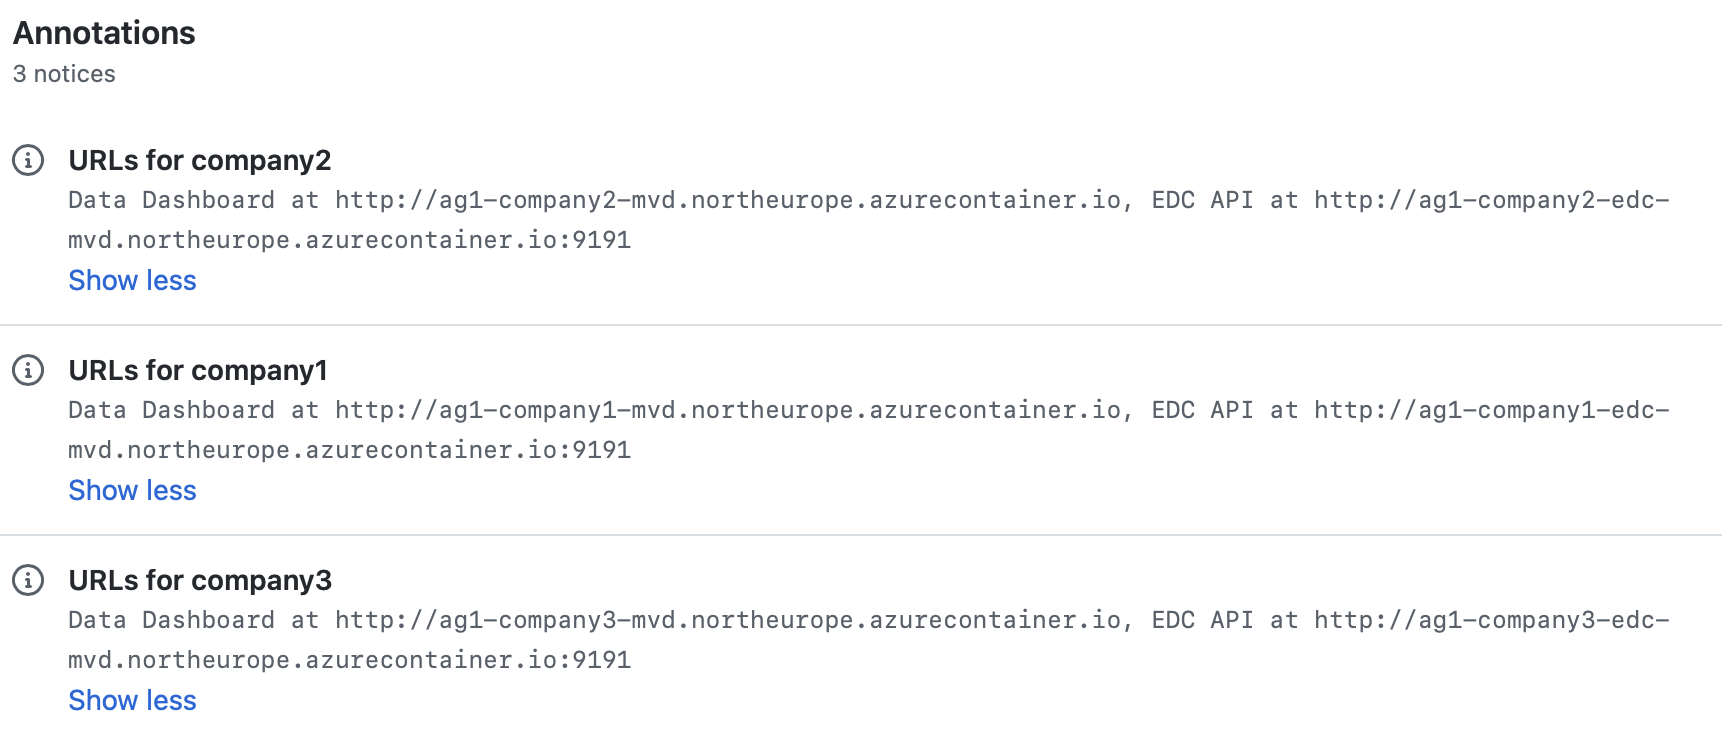 Annotations
3 notices
URLs for company2
Data Dashboard at http://ag1-company2-mvd.northeurope.azurecontainer.io, EDC API at http://ag1-company2-edc-
mvd.northeurope.azurecontainer.io:9191
Show less
URLs for company1
Data Dashboard at http://ag1-company1-mvd.northeurope.azurecontainer.io, EDC API at http://ag1-company1-edc-
mvd.northeurope.azurecontainer.io:9191
Show less
URLs for company3
Data Dashboard at http://ag1-company3-mvd.northeurope.azurecontainer.io, EDC API at http://ag1-company3-edc-
mvd.northeurope.azurecontainer.io:9191
Show less